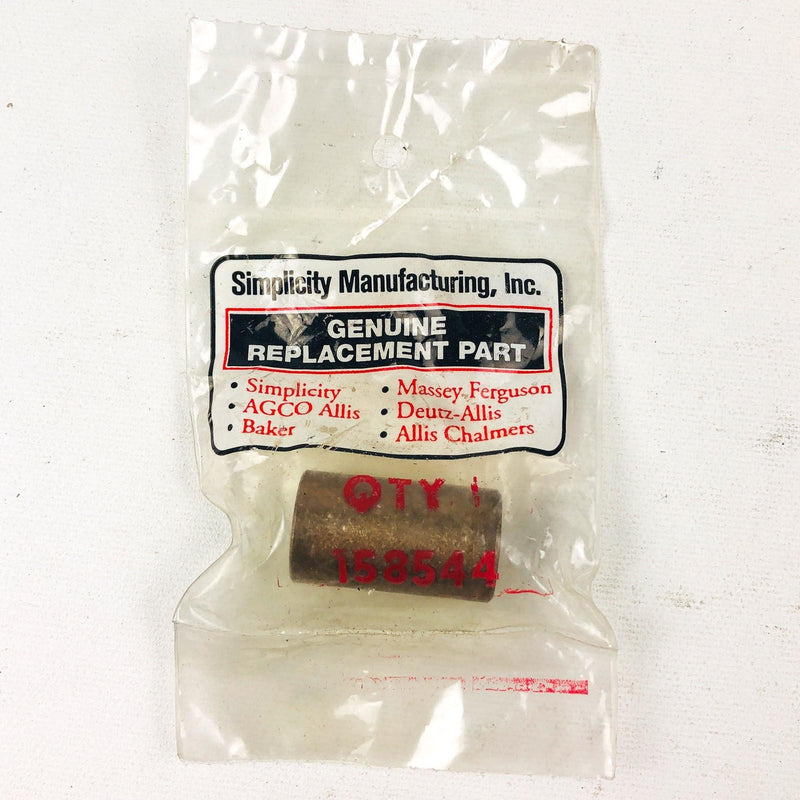 Simplicity Manufacturing, Inc.
GENUINE
REPLACEMENT PART
• Simplicity
• AGCO Allis
• Baker
• Massey Ferguson
• Deutz-Allis
• Allis Chalmers
QTY 1
158544